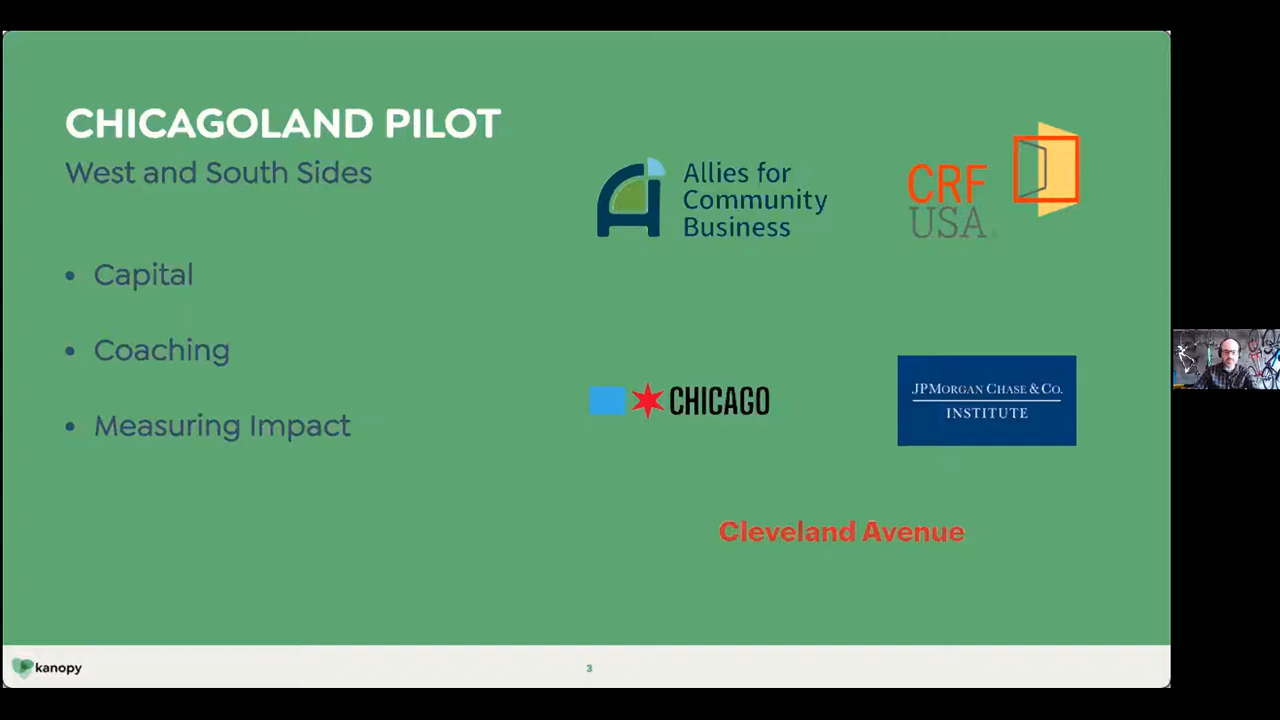 CHICAGOLAND PILOT
West and South Sides
• Capital
• Coaching
• Measuring Impact
Allies for
Community
Business
CRF
USA
CHICAGO
JPMORGAN CHASE & CO.
INSTITUTE
Cleveland Avenue
kanopy
3